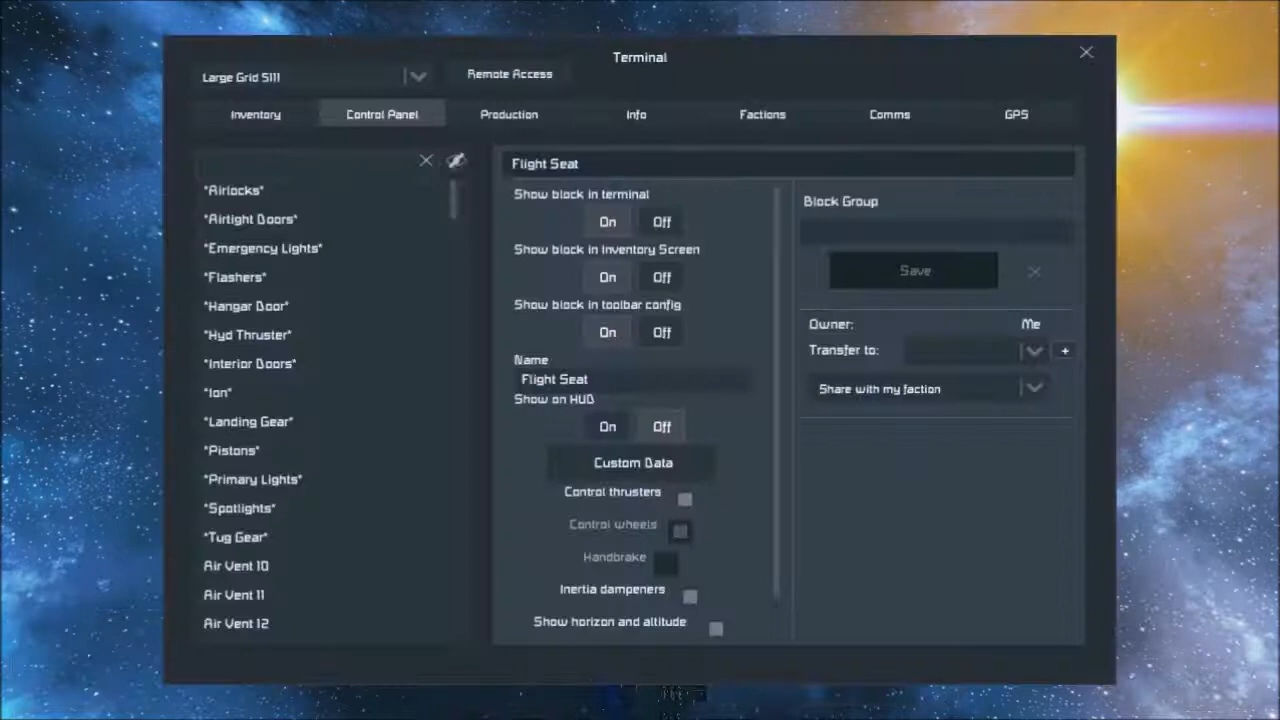 Terminal
Large Grid 5111
Remote Access
Inventory
Control Panel
Production
Info
Factions
Comms
GPS
*Airlocks*
*Airtight Doors*
*Emergency Lights*
*Flashers*
*Hangar Door*
*Hyd Thruster*
*Interior Doors*
*Ion*
*Landing Gear*
*Pistons*
*Primary Lights*
*Spotlights*
*Tug Gear*
Air Vent 10
Air Vent 11
Air Vent 12
Flight Seat
Show block in terminal
On Off
Show block in Inventory Screen
On Off
Show block in toolbar config
On Off
Name
Flight Seat
Show on HUD
On Off
Custom Data
Control thrusters
Control wheels
Handbrake
Inertia dampeners
Show horizon and altitude
Block Group
Save
Owner: Me
Transfer to:
Share with my faction